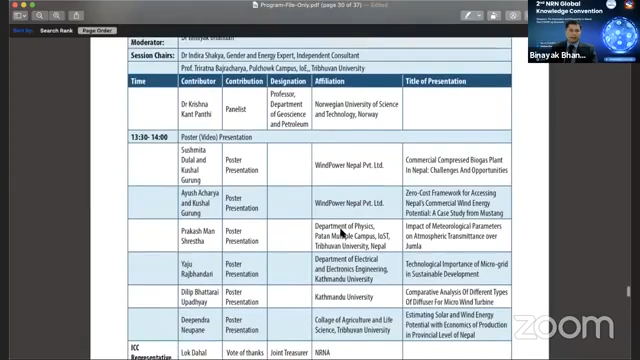 Program-File-Only.pdf (page 30 of 37) — Edited
Sort by: Search Rank Page Order
Moderator: Dr Binayak Bhandari
Session Chairs: Dr Indira Shakya, Gender and Energy Expert, Independent Consultant
Prof. Triratna Bajracharya, Pulchowk Campus, IoE, Tribhuvan University
Time Contributor Contribution Designation Affiliation Title of Presentation
Dr Krishna
Kant Panthi
Panelist
Professor,
Department
of Geoscience
and Petroleum
Norwegian University of Science
and Technology, Norway
13:30- 14:00 Poster (Video) Presentation
Sushmita
Dulal and
Kushal
Gurung
Poster
Presentation
WindPower Nepal Pvt. Ltd.
Commercial Compressed Biogas Plant
In Nepal: Challenges And Opportunities
Ayush Acharya
and Kushal
Gurung
Poster
Presentation
WindPower Nepal Pvt. Ltd.
Zero-Cost Framework for Accessing
Nepal's Commercial Wind Energy
Potential: A Case Study from Mustang
Prakash Man
Shrestha
Poster
Presentation
Department of Physics,
Patan Multiple Campus, IoST,
Tribhuvan University, Nepal
Impact of Meteorological Parameters
on Atmospheric Transmittance over
Jumla
Yaju
Rajbhandari
Poster
Presentation
Department of Electrical
and Electronics Engineering,
Kathmandu University
Technological Importance of Micro-grid
in Sustainable Development
Dilip Bhattarai
Upadhyay
Poster
Presentation
Kathmandu University
Comparative Analysis Of Different Types
Of Diffuser For Micro Wind Turbine
Deependra
Neupane
Poster
Presentation
Collage of Agriculture and Life
Science, Tribhuvan University
Estimating Solar and Wind Energy
Potential with Economics of Production
in Provincial Level of Nepal
ICC
Representative
Lok Dahal Vote of thanks Joint Treasurer NRNA
2nd NRN Global
Knowledge Convention
Binayak Bhan...
zoom